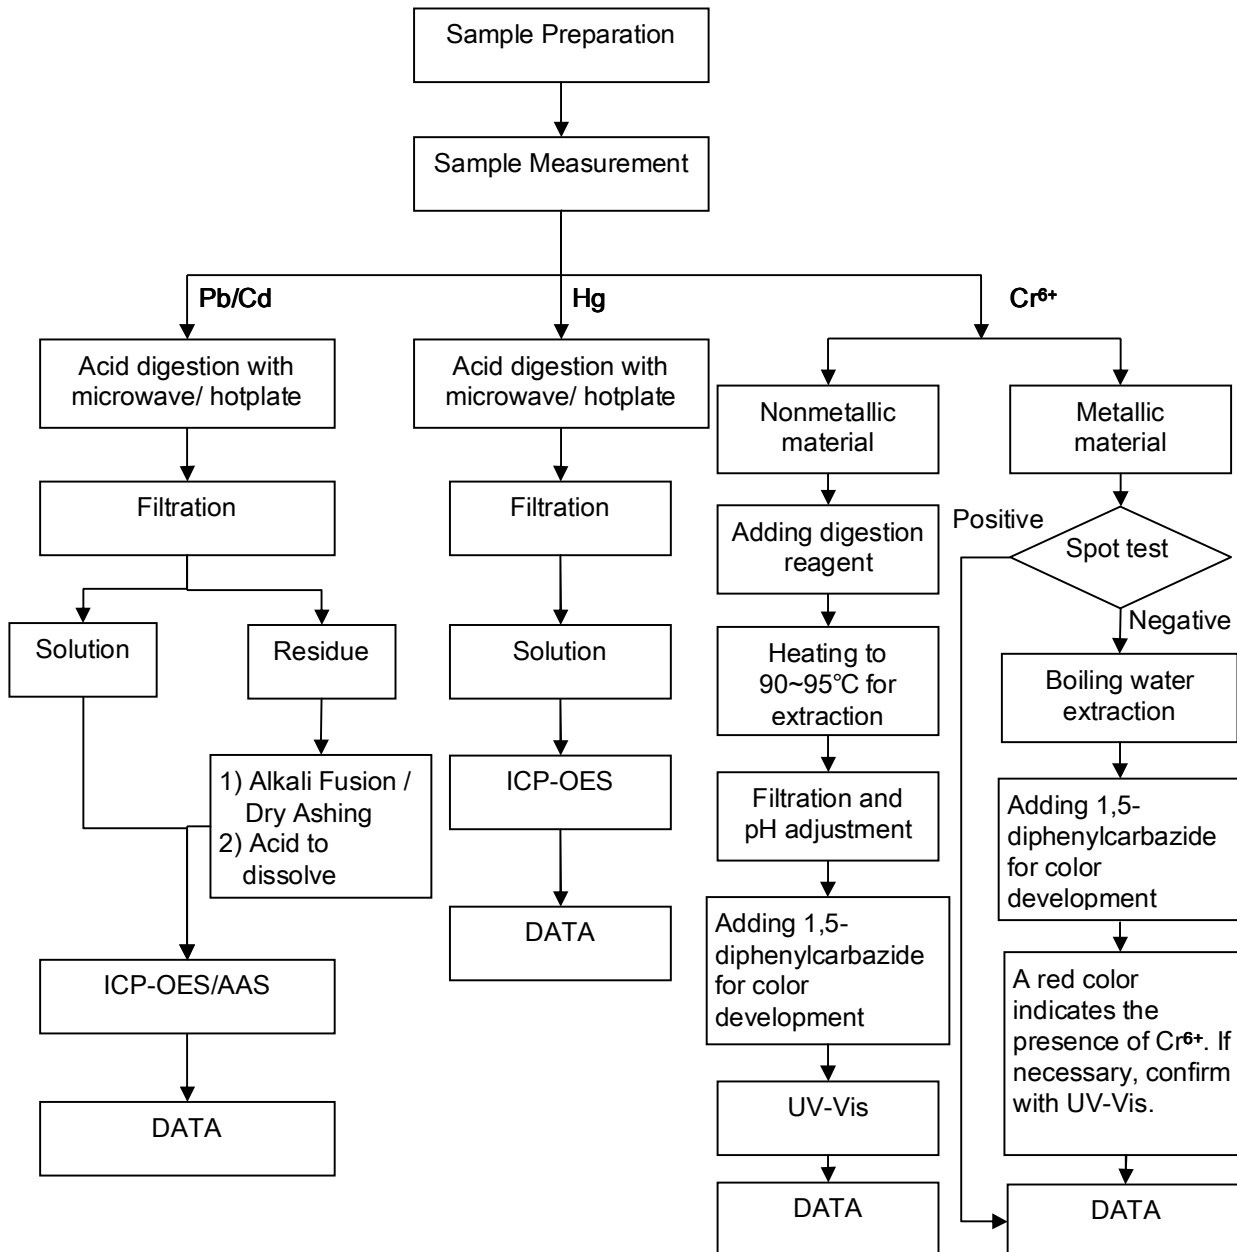 Sample Preparation
Sample Measurement
Pb/Cd
Hg
Cr⁶⁺
Acid digestion with
microwave/ hotplate
Filtration
Solution
Residue
1) Alkali Fusion /
Dry Ashing
2) Acid to
dissolve
ICP-OES/AAS
DATA
Acid digestion with
microwave/ hotplate
Filtration
Solution
ICP-OES
DATA
Nonmetallic
material
Adding digestion
reagent
Heating to
90~95℃ for
extraction
Filtration and
pH adjustment
Adding 1,5-
diphenylcarbazide
for color
development
UV-Vis
DATA
Metallic
material
Spot test
Positive
Negative
Boiling water
extraction
Adding 1,5-
diphenylcarbazide
for color
development
A red color
indicates the
presence of Cr⁶⁺. If
necessary, confirm
with UV-Vis.
DATA